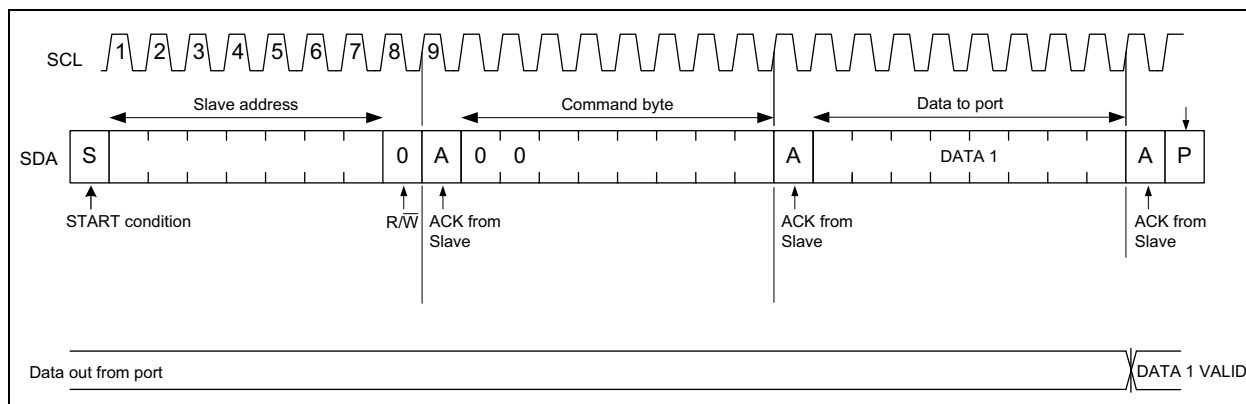 SCL 1 2 3 4 5 6 7 8 9
Slave address Command byte Data to port
SDA S 0 A 0 0 A DATA 1 A P
START condition R/W̅ ACK from Slave ACK from Slave ACK from Slave
Data out from port DATA 1 VALID